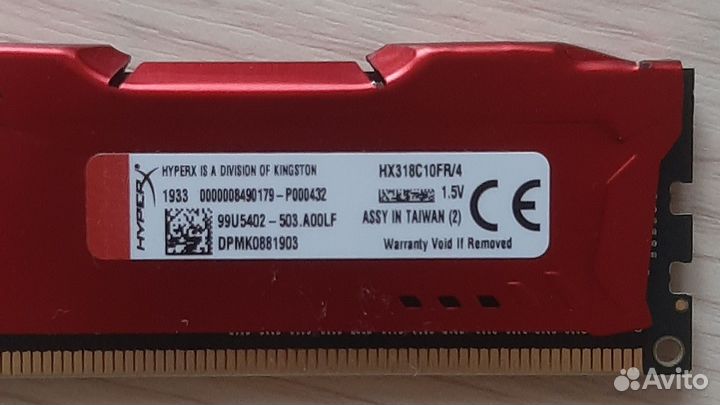 HYPERX
HYPERX IS A DIVISION OF KINGSTON
1933 0000008490179-P000432
99U5402-503.A00LF
DPMK0881903
HX318C10FR/4
1.5V
ASSY IN TAIWAN (2)
Warranty Void If Removed
CE
Avito